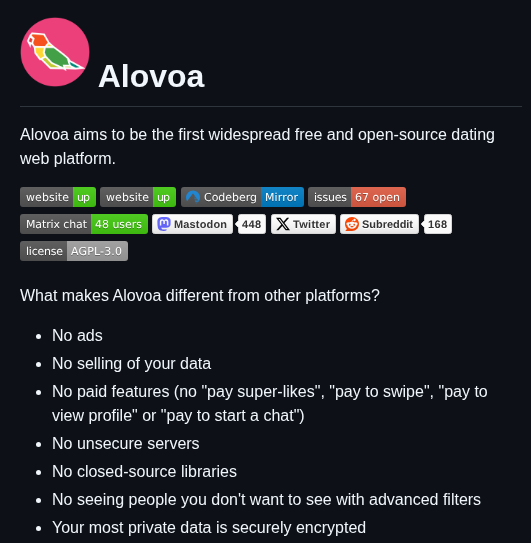 Alovoa
Alovoa aims to be the first widespread free and open-source dating
web platform.
website up website up Codeberg Mirror issues 67 open
Matrix chat 48 users Mastodon 448 Twitter Subreddit 168
license AGPL-3.0
What makes Alovoa different from other platforms?
• No ads
• No selling of your data
• No paid features (no "pay super-likes", "pay to swipe", "pay to
view profile" or "pay to start a chat")
• No unsecure servers
• No closed-source libraries
• No seeing people you don't want to see with advanced filters
• Your most private data is securely encrypted